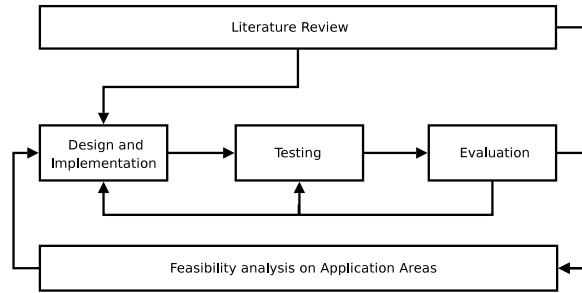 Literature Review
Design and
Implementation
Testing
Evaluation
Feasibility analysis on Application Areas